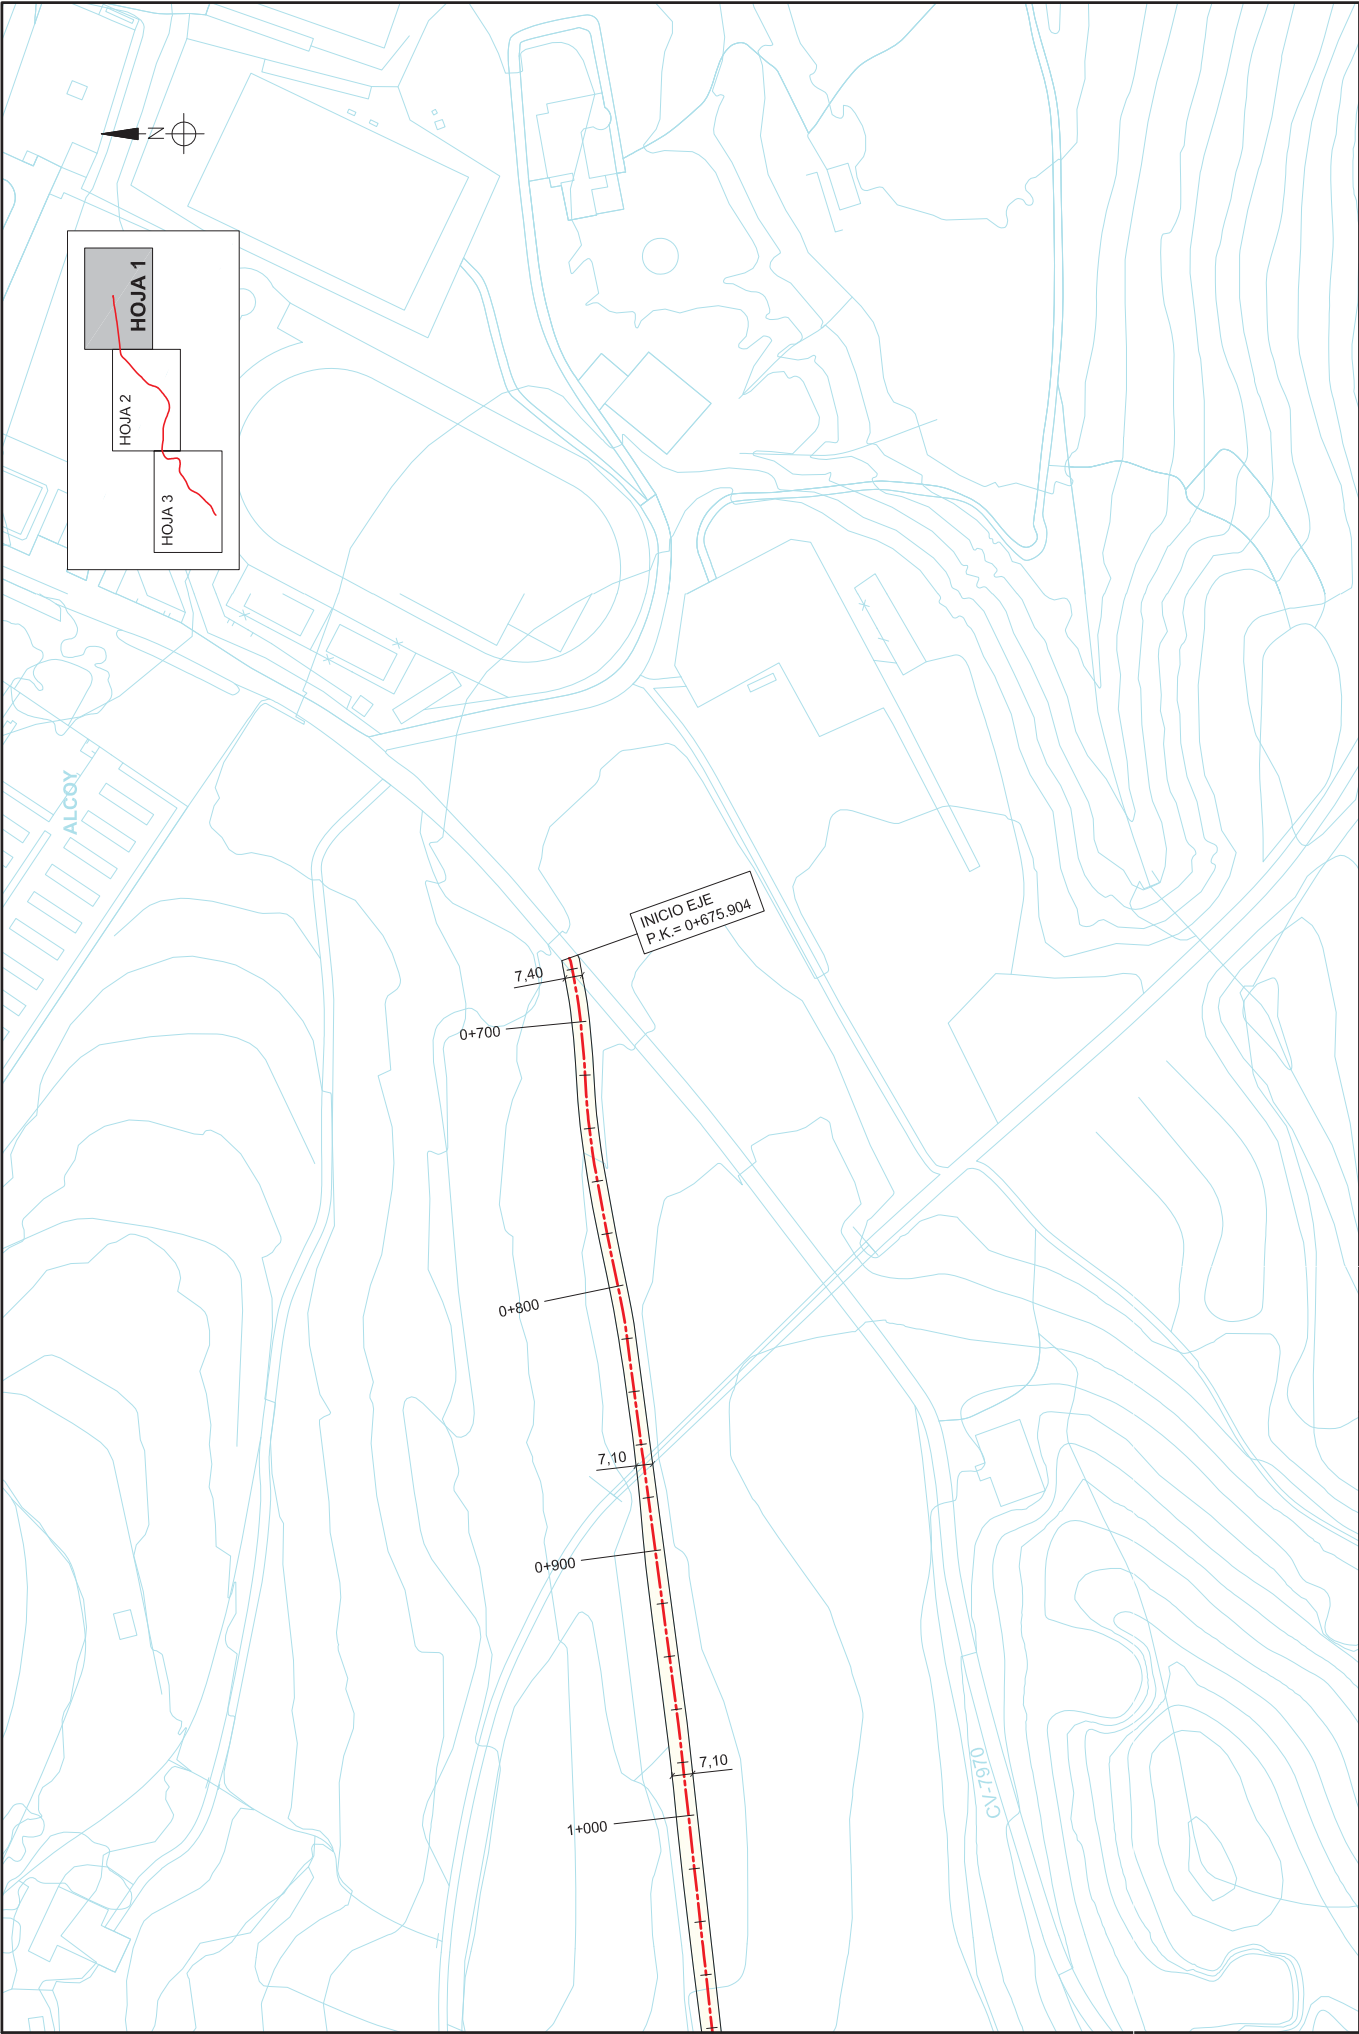 N
HOJA 1
HOJA 2
HOJA 3
ALCOY
INICIO EJE
P.K.= 0+675.904
7,40
0+700
0+800
7,10
0+900
7,10
1+000
CV-7970